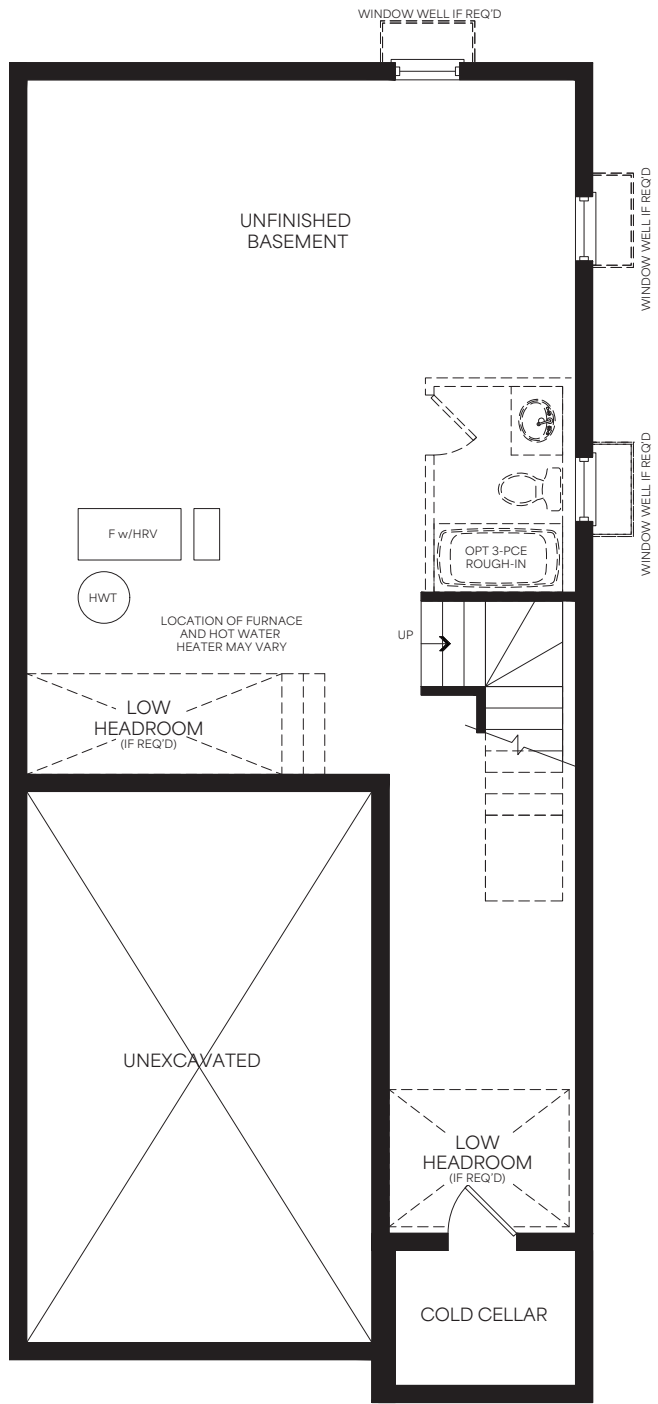 WINDOW WELL IF REQ'D
WINDOW WELL IF REQ'D
UNFINISHED
BASEMENT
WINDOW WELL IF REQ'D
F w/HRV
OPT 3-PCE
ROUGH-IN
HWT
LOCATION OF FURNACE
AND HOT WATER
HEATER MAY VARY
UP
LOW
HEADROOM
(IF REQ'D)
UNEXCAVATED
LOW
HEADROOM
(IF REQ'D)
COLD CELLAR